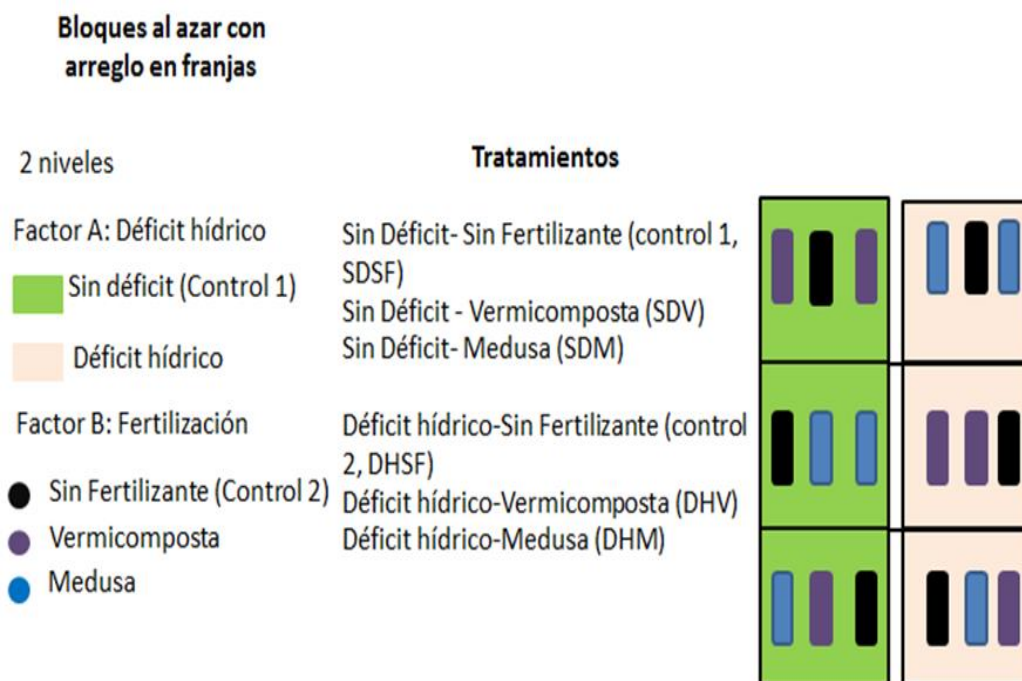 Bloques al azar con
arreglo en franjas
2 niveles
Tratamientos
Factor A: Déficit hídrico
Sin déficit (Control 1)
Déficit hídrico
Factor B: Fertilización
Sin Fertilizante (Control 2)
Vermicomposta
Medusa
Sin Déficit- Sin Fertilizante (control 1,
SDSF)
Sin Déficit - Vermicomposta (SDV)
Sin Déficit- Medusa (SDM)
Déficit hídrico-Sin Fertilizante (control
2, DHSF)
Déficit hídrico-Vermicomposta (DHV)
Déficit hídrico-Medusa (DHM)